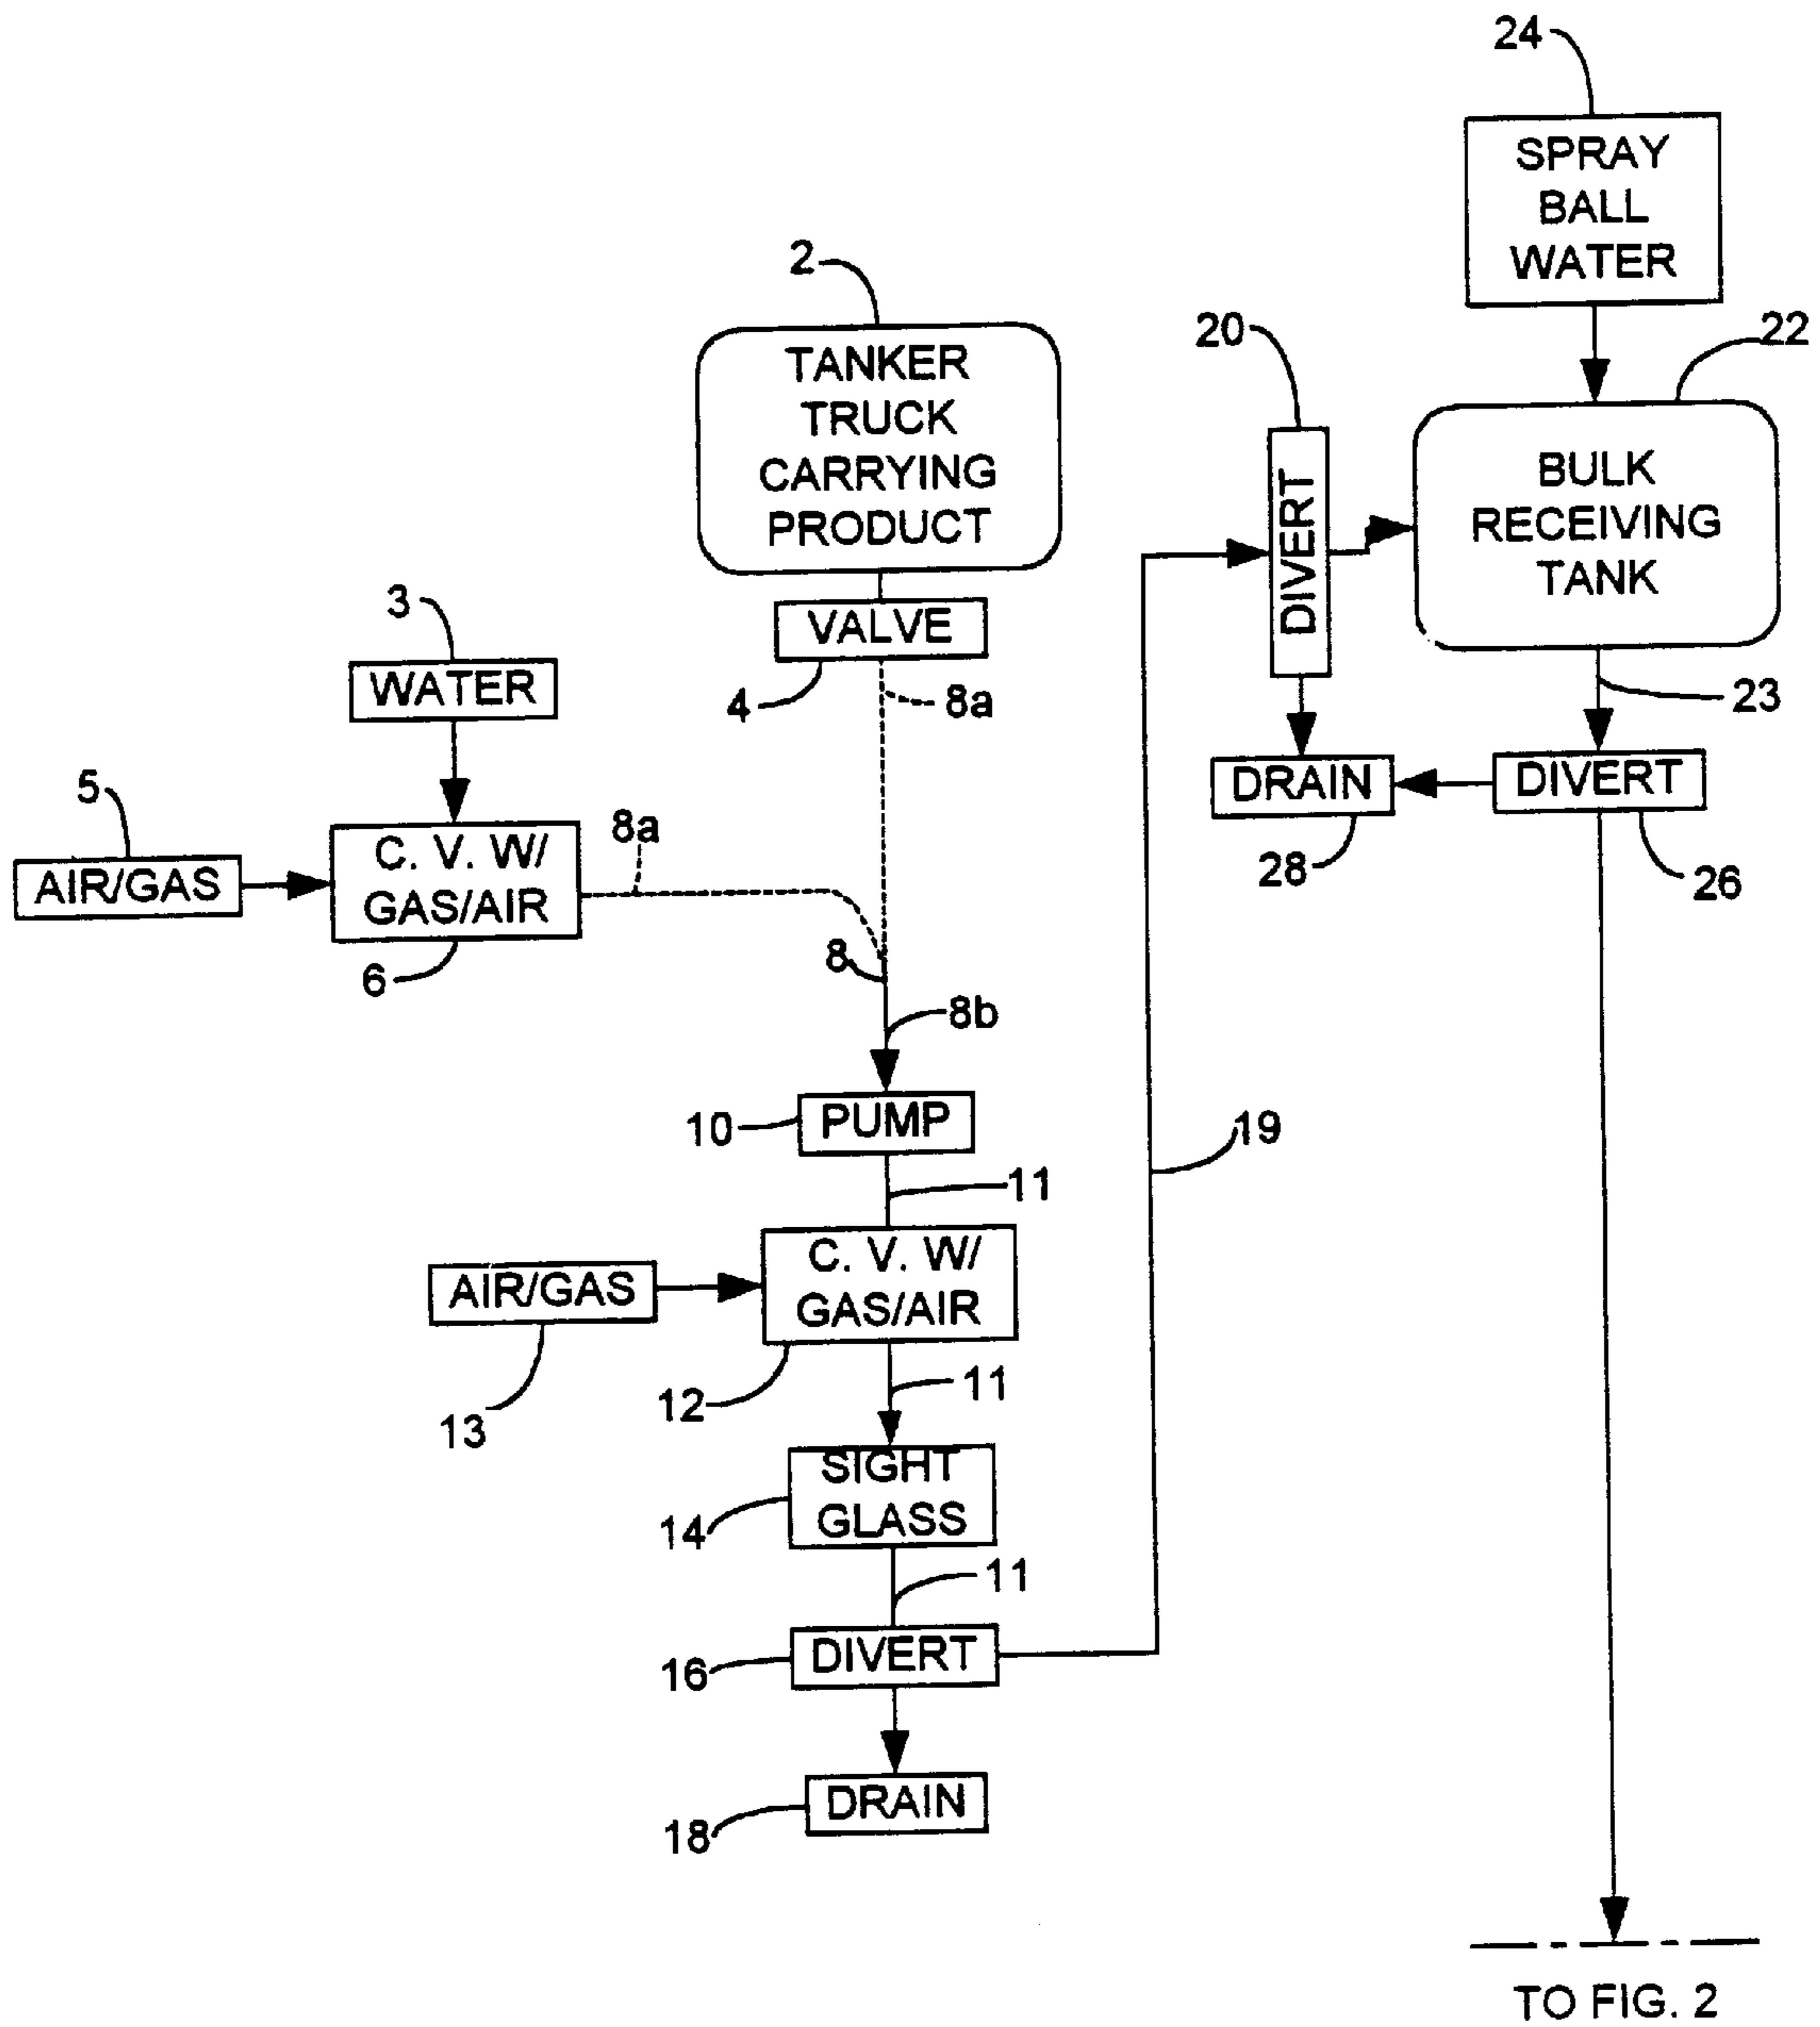 24
SPRAY
BALL
WATER
2
20
22
TANKER
TRUCK
CARRYING
PRODUCT
DIVERT
BULK
RECEIVING
TANK
3
VALVE
WATER
4
8a
23
5
DRAIN
DIVERT
8a
C. V. W/
GAS/AIR
AIR/GAS
28
26
6
8
8b
10
PUMP
19
11
C. V. W/
GAS/AIR
AIR/GAS
12
11
13
SIGHT
GLASS
14
11
DIVERT
16
DRAIN
18
TO FIG. 2